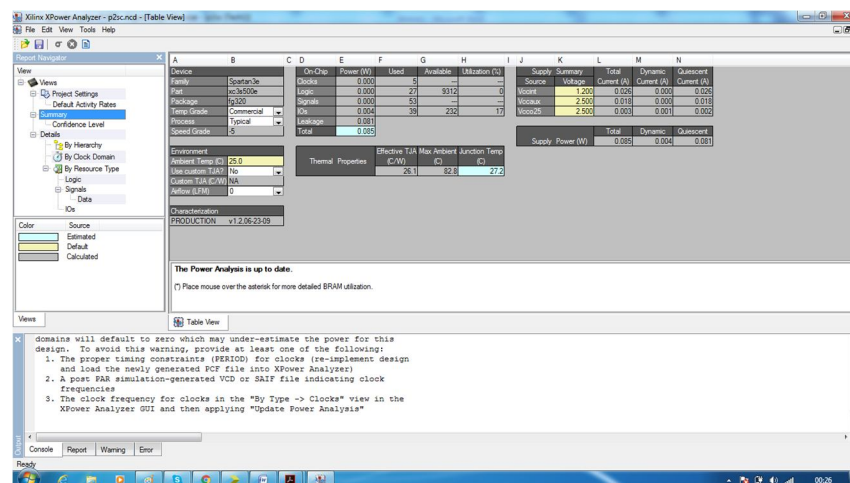 Xilinx XPower Analyzer - p2sc.ncd - [Table View]
File Edit View Tools Help
Report Navigator
View
Views
Project Settings
Default Activity Rates
Summary
Confidence Level
Details
By Hierarchy
By Clock Domain
By Resource Type
Logic
Signals
Data
IOs
Color Source
Estimated
Default
Calculated
Views
A B C D E F G H I J K L M N
Device
Family Spartan3e
Part xc3s500e
Package fg320
Temp Grade Commercial
Process Typical
Speed Grade -5
Environment
Ambient Temp (C) 25.0
Use custom TJA? No
Custom TJA (C/W) NA
Airflow (LFM) 0
Characterization
PRODUCTION v1.2.06-23-09
On-Chip Power (W) Used Available Utilization (%)
Clocks 0.000 5 --- ---
Logic 0.000 27 9312 0
Signals 0.000 53 --- ---
IOs 0.004 39 232 17
Leakage 0.081
Total 0.085
Effective TJA Max Ambient Junction Temp
Thermal Properties (C/W) (C) (C)
26.1 82.8 27.2
Supply Summary Total Dynamic Quiescent
Source Voltage Current (A) Current (A) Current (A)
Vccint 1.200 0.026 0.000 0.026
Vccaux 2.500 0.018 0.000 0.018
Vcco25 2.500 0.003 0.001 0.002
Total Dynamic Quiescent
Supply Power (W) 0.085 0.004 0.081
The Power Analysis is up to date.
(*) Place mouse over the asterisk for more detailed BRAM utilization.
Table View
domains will default to zero which may under-estimate the power for this
design. To avoid this warning, provide at least one of the following:
1. The proper timing constraints (PERIOD) for clocks (re-implement design
and load the newly generated PCF file into XPower Analyzer)
2. A post PAR simulation-generated VCD or SAIF file indicating clock
frequencies
3. The clock frequency for clocks in the "By Type -> Clocks" view in the
XPower Analyzer GUI and then applying "Update Power Analysis"
Output
Console Report Warning Error
Ready
00:26